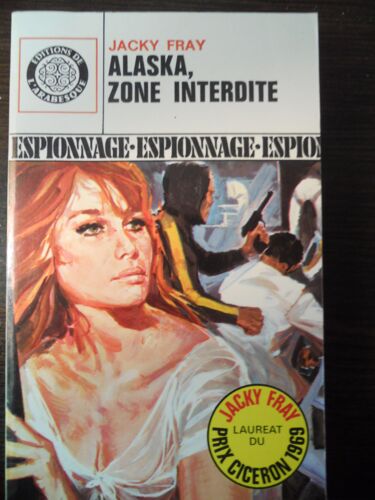 EDITIONS DE
L'ARABESQUE
JACKY FRAY
ALASKA,
ZONE INTERDITE
ESPIONNAGE·ESPIONNAGE·ESPION
JACKY FRAY
LAUREAT
DU
PRIX CICERON 1969